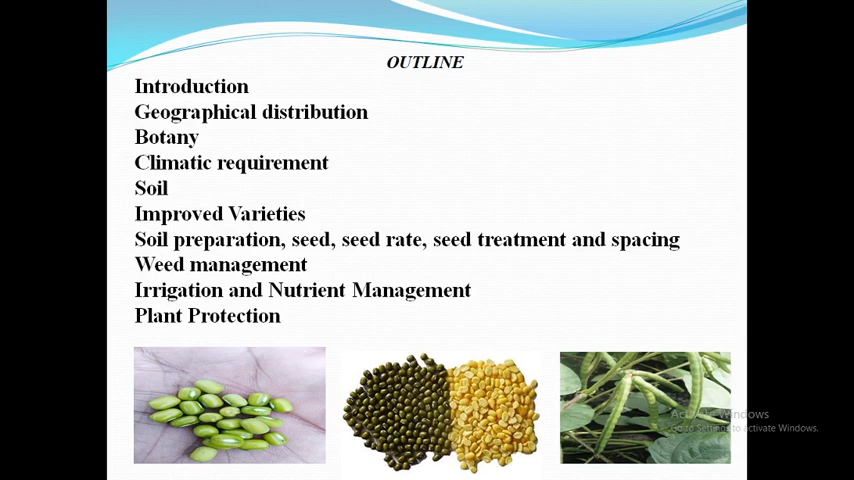 OUTLINE
Introduction
Geographical distribution
Botany
Climatic requirement
Soil
Improved Varieties
Soil preparation, seed, seed rate, seed treatment and spacing
Weed management
Irrigation and Nutrient Management
Plant Protection
Activate Windows
Go to Settings to activate Windows.